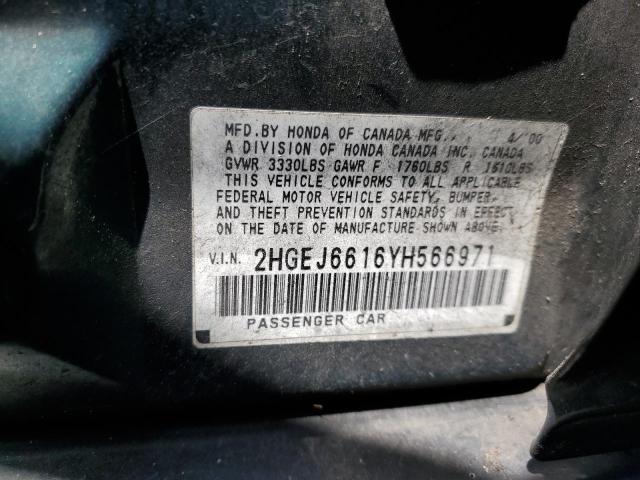 MFD. BY HONDA OF CANADA MFG., 4/00
A DIVISION OF HONDA CANADA INC. CANADA
GVWR 3330LBS GAWR F 1760LBS R 1610LBS
THIS VEHICLE CONFORMS TO ALL APPLICABLE
FEDERAL MOTOR VEHICLE SAFETY, BUMPER,
AND THEFT PREVENTION STANDARDS IN EFFECT
ON THE DATE OF MANUFACTURE SHOWN ABOVE.
V.I.N. 2HGEJ6616YH566971
PASSENGER CAR